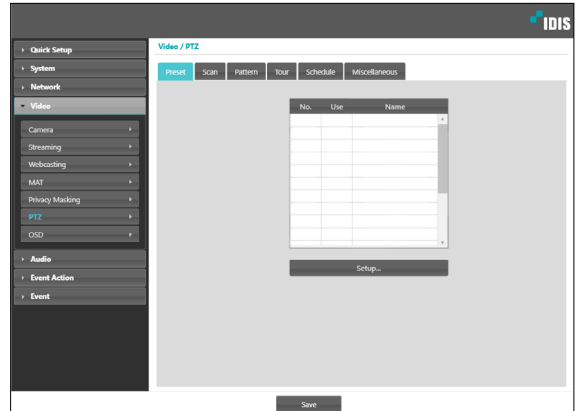 IDIS
Quick Setup
System
Network
Video
Camera
Streaming
Webcasting
MAT
Privacy Masking
PTZ
OSD
Audio
Event Action
Event
Video / PTZ
Preset Scan Pattern Tour Schedule Miscellaneous
No. Use Name
Setup...
Save